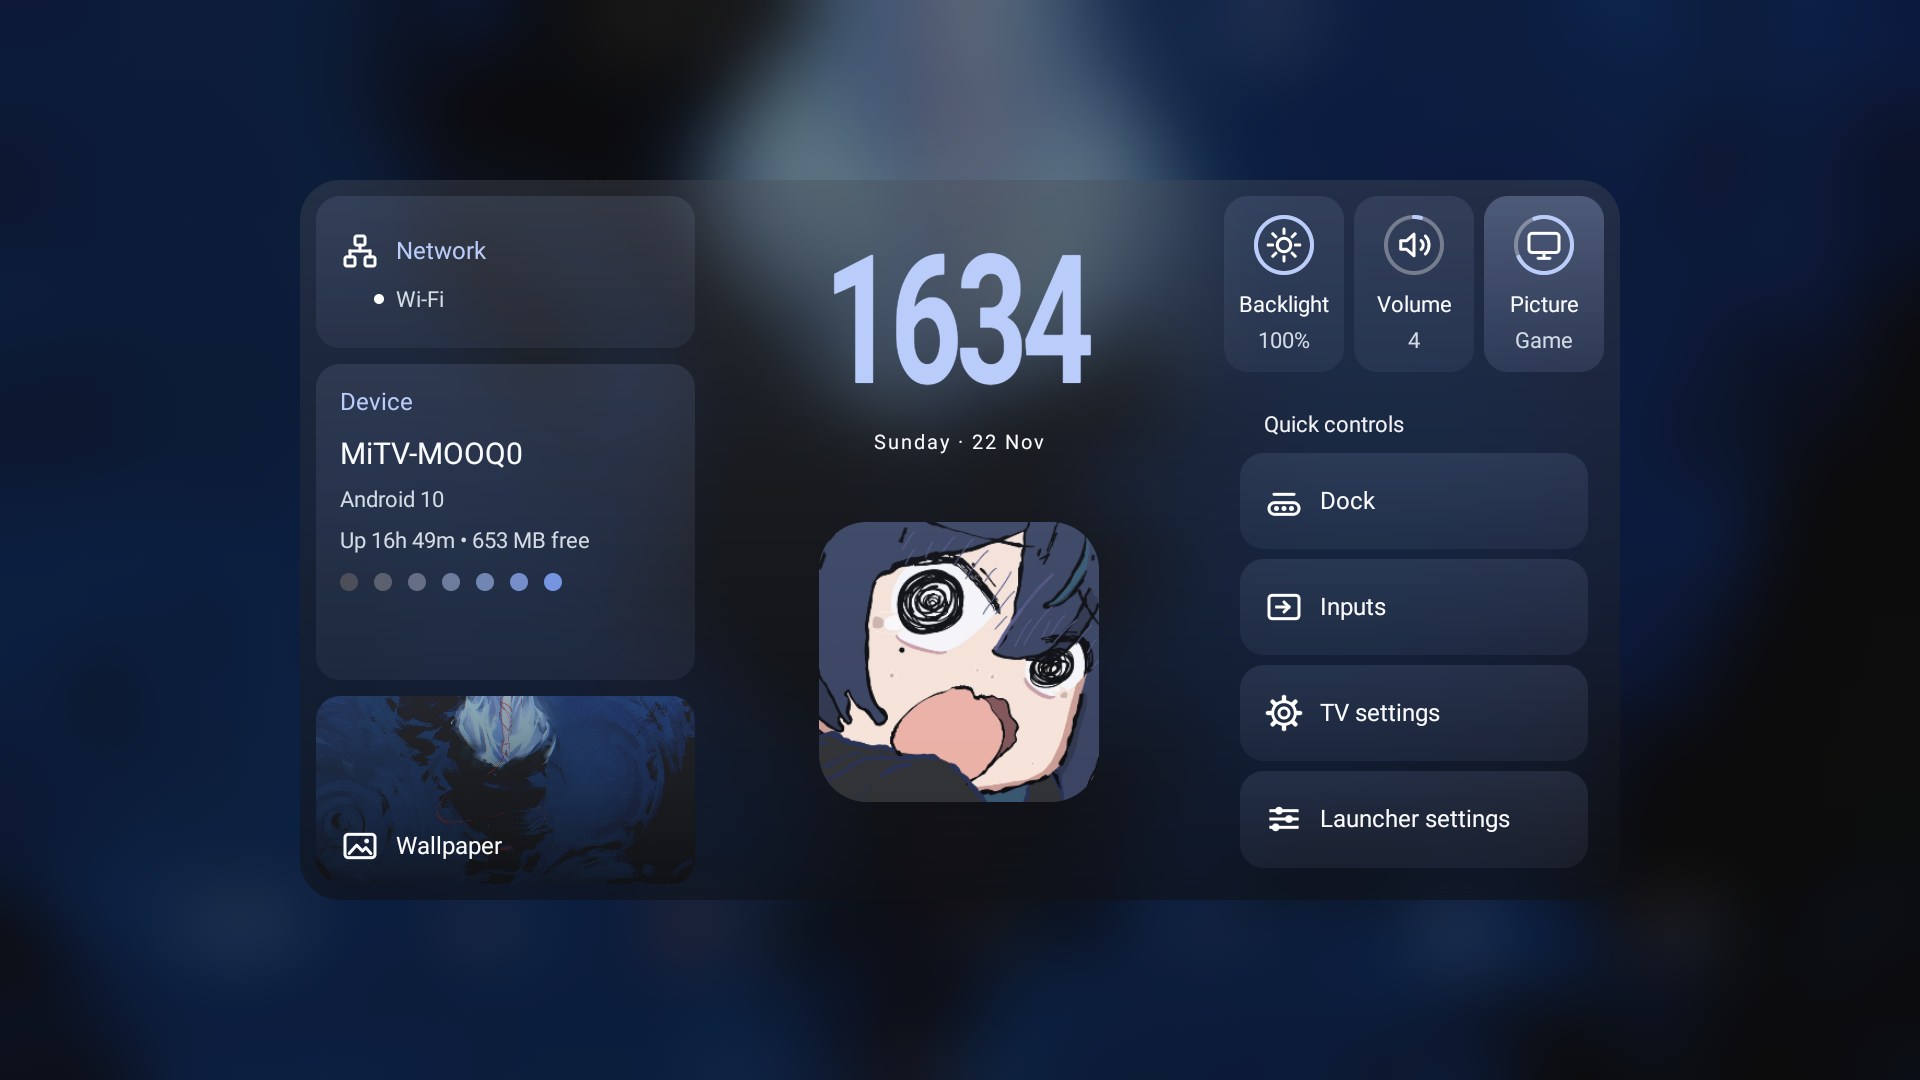 Network
Wi-Fi
Device
MiTV-MOOQ0
Android 10
Up 16h 49m • 653 MB free
Wallpaper
1634
Sunday · 22 Nov
Backlight
100%
Volume
4
Picture
Game
Quick controls
Dock
Inputs
TV settings
Launcher settings